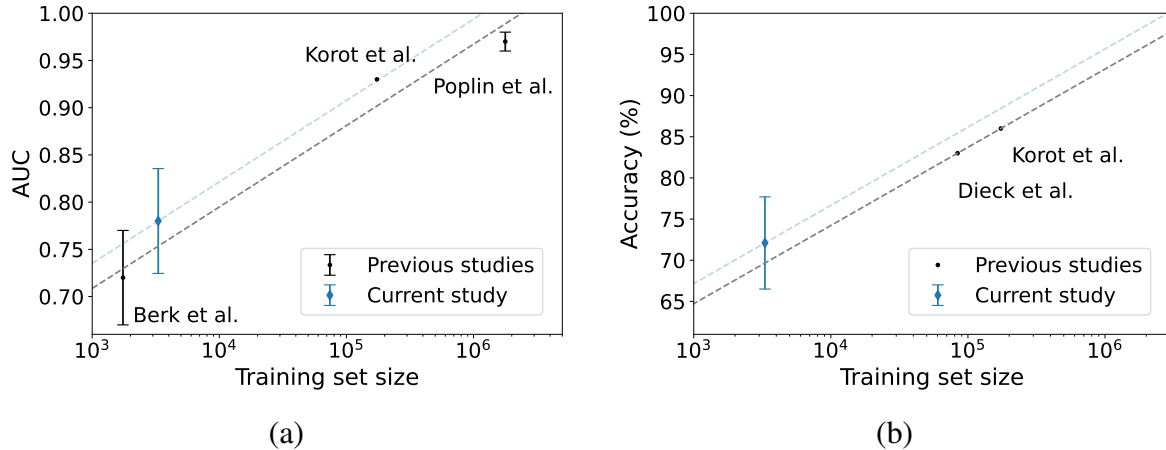 1.00
0.95
0.90
0.85
0.80
0.75
0.70
AUC
Korot et al.
Poplin et al.
Berk et al.
Previous studies
Current study
10³ 10⁴ 10⁵ 10⁶
Training set size
(a)
100
95
90
85
80
75
70
65
Accuracy (%)
Korot et al.
Dieck et al.
Previous studies
Current study
10³ 10⁴ 10⁵ 10⁶
Training set size
(b)